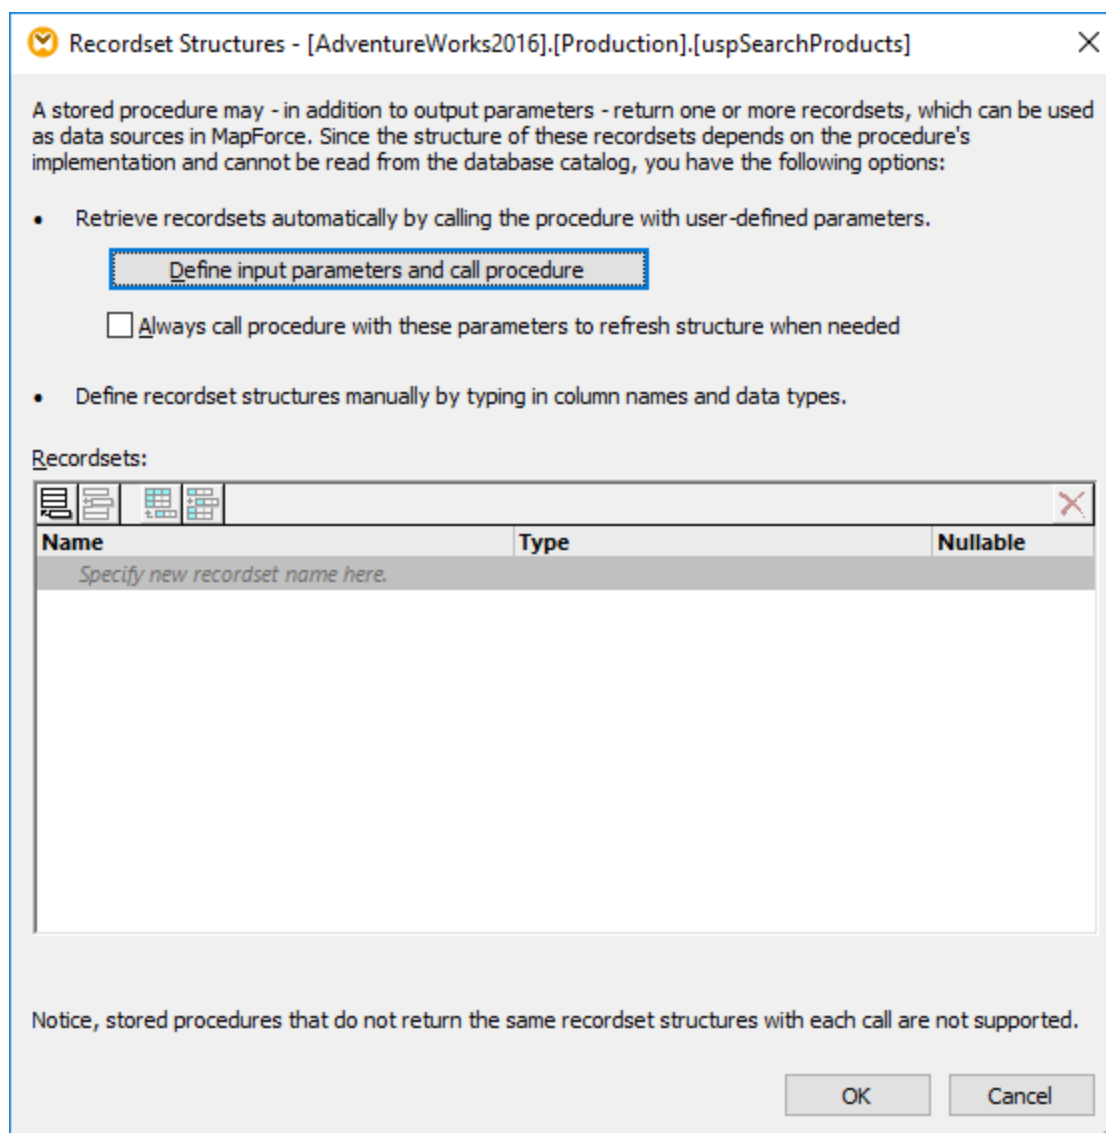 Recordset Structures - [AdventureWorks2016].[Production].[uspSearchProducts]
A stored procedure may - in addition to output parameters - return one or more recordsets, which can be used
as data sources in MapForce. Since the structure of these recordsets depends on the procedure's
implementation and cannot be read from the database catalog, you have the following options:
• Retrieve recordsets automatically by calling the procedure with user-defined parameters.
Define input parameters and call procedure
Always call procedure with these parameters to refresh structure when needed
• Define recordset structures manually by typing in column names and data types.
Recordsets:
Name Type Nullable
Specify new recordset name here.
Notice, stored procedures that do not return the same recordset structures with each call are not supported.
OK Cancel